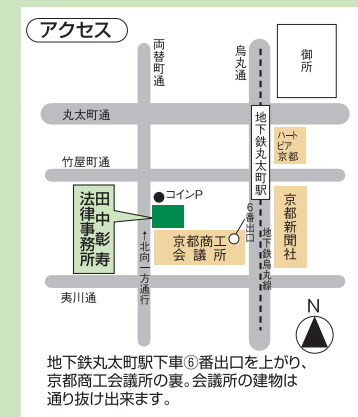 アクセス
両替町通
烏丸通
御所
丸太町通
地下鉄丸太町駅
ハートピア京都
竹屋町通
コインP
田中彰寿
法律事務所
6番出口
京都新聞社
京都商工
会議所
↑北向一方通行
地下鉄烏丸線
夷川通
N
地下鉄丸太町駅下車⑥番出口を上がり、
京都商工会議所の裏。会議所の建物は
通り抜け出来ます。